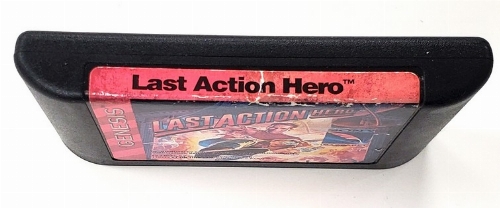 Last Action Hero™
GENESIS
LAST ACTION HERO